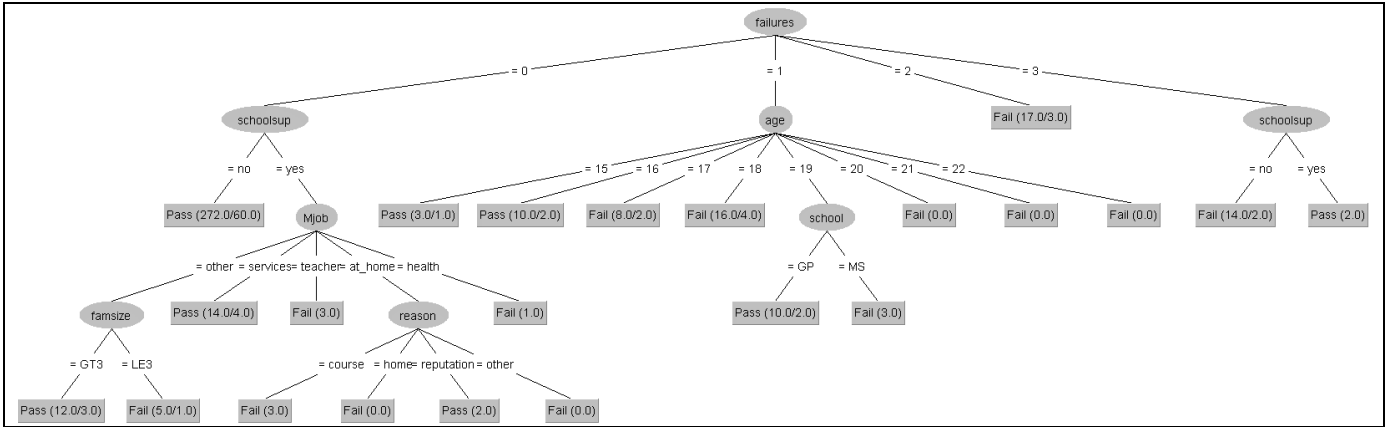 failures
= 0
= 1
= 2
= 3
schoolsup
age
Fail (17.0/3.0)
schoolsup
= no
= yes
= 15
= 16
= 17
= 18
= 19
= 20
= 21
= 22
= no
= yes
Pass (272.0/60.0)
Mjob
Pass (3.0/1.0)
Pass (10.0/2.0)
Fail (8.0/2.0)
Fail (16.0/4.0)
school
Fail (0.0)
Fail (0.0)
Fail (0.0)
Fail (14.0/2.0)
Pass (2.0)
= other
= services
= teacher
= at_home
= health
= GP
= MS
famsize
Pass (14.0/4.0)
Fail (3.0)
reason
Fail (1.0)
Pass (10.0/2.0)
Fail (3.0)
= GT3
= LE3
= course
= home
= reputation
= other
Pass (12.0/3.0)
Fail (5.0/1.0)
Fail (3.0)
Fail (0.0)
Pass (2.0)
Fail (0.0)